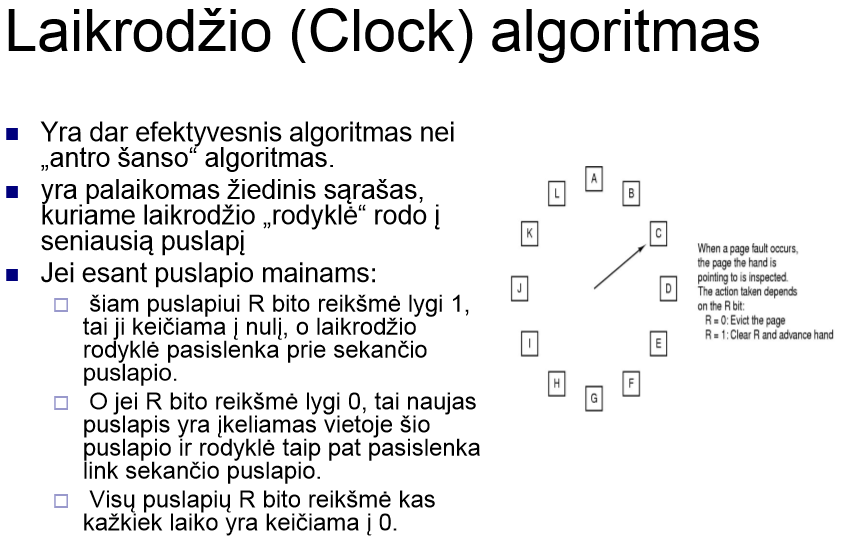 Laikrodžio (Clock) algoritmas
Yra dar efektyvesnis algoritmas nei
„antro šanso“ algoritmas.
yra palaikomas žiedinis sąrašas,
kuriame laikrodžio „rodyklė“ rodo į
seniausią puslapį
Jei esant puslapio mainams:
šiam puslapiui R bito reikšmė lygi 1,
tai ji keičiama į nulį, o laikrodžio
rodyklė pasislenka prie sekančio
puslapio.
O jei R bito reikšmė lygi 0, tai naujas
puslapis yra įkeliamas vietoje šio
puslapio ir rodyklė taip pat pasislenka
link sekančio puslapio.
Visų puslapių R bito reikšmė kas
kažkiek laiko yra keičiama į 0.
A
B
C
D
E
F
G
H
I
J
K
L
When a page fault occurs,
the page the hand is
pointing to is inspected.
The action taken depends
on the R bit:
R = 0: Evict the page
R = 1: Clear R and advance hand